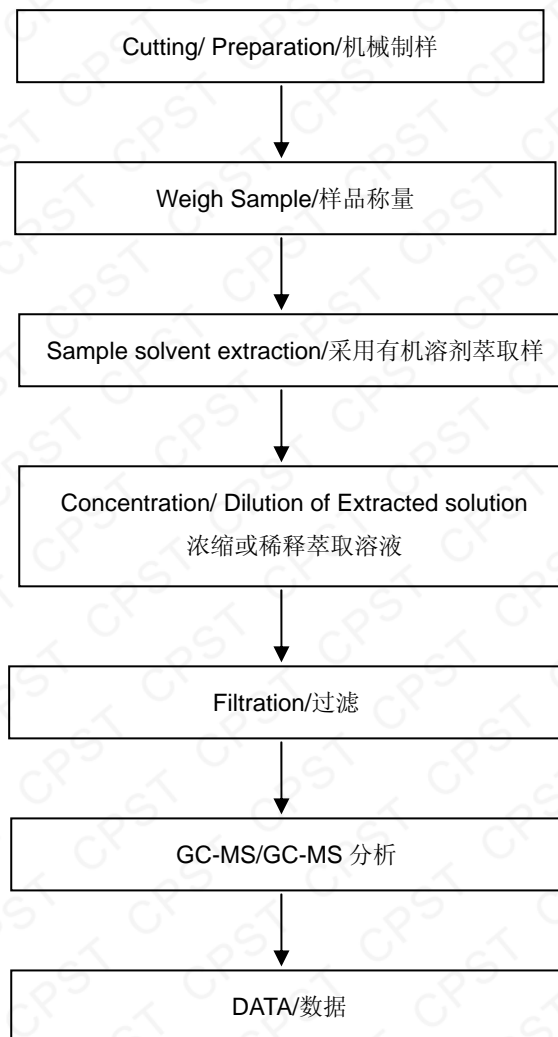 Cutting/ Preparation/机械制样
Weigh Sample/样品称量
Sample solvent extraction/采用有机溶剂萃取样
Concentration/ Dilution of Extracted solution
浓缩或稀释萃取溶液
Filtration/过滤
GC-MS/GC-MS 分析
DATA/数据